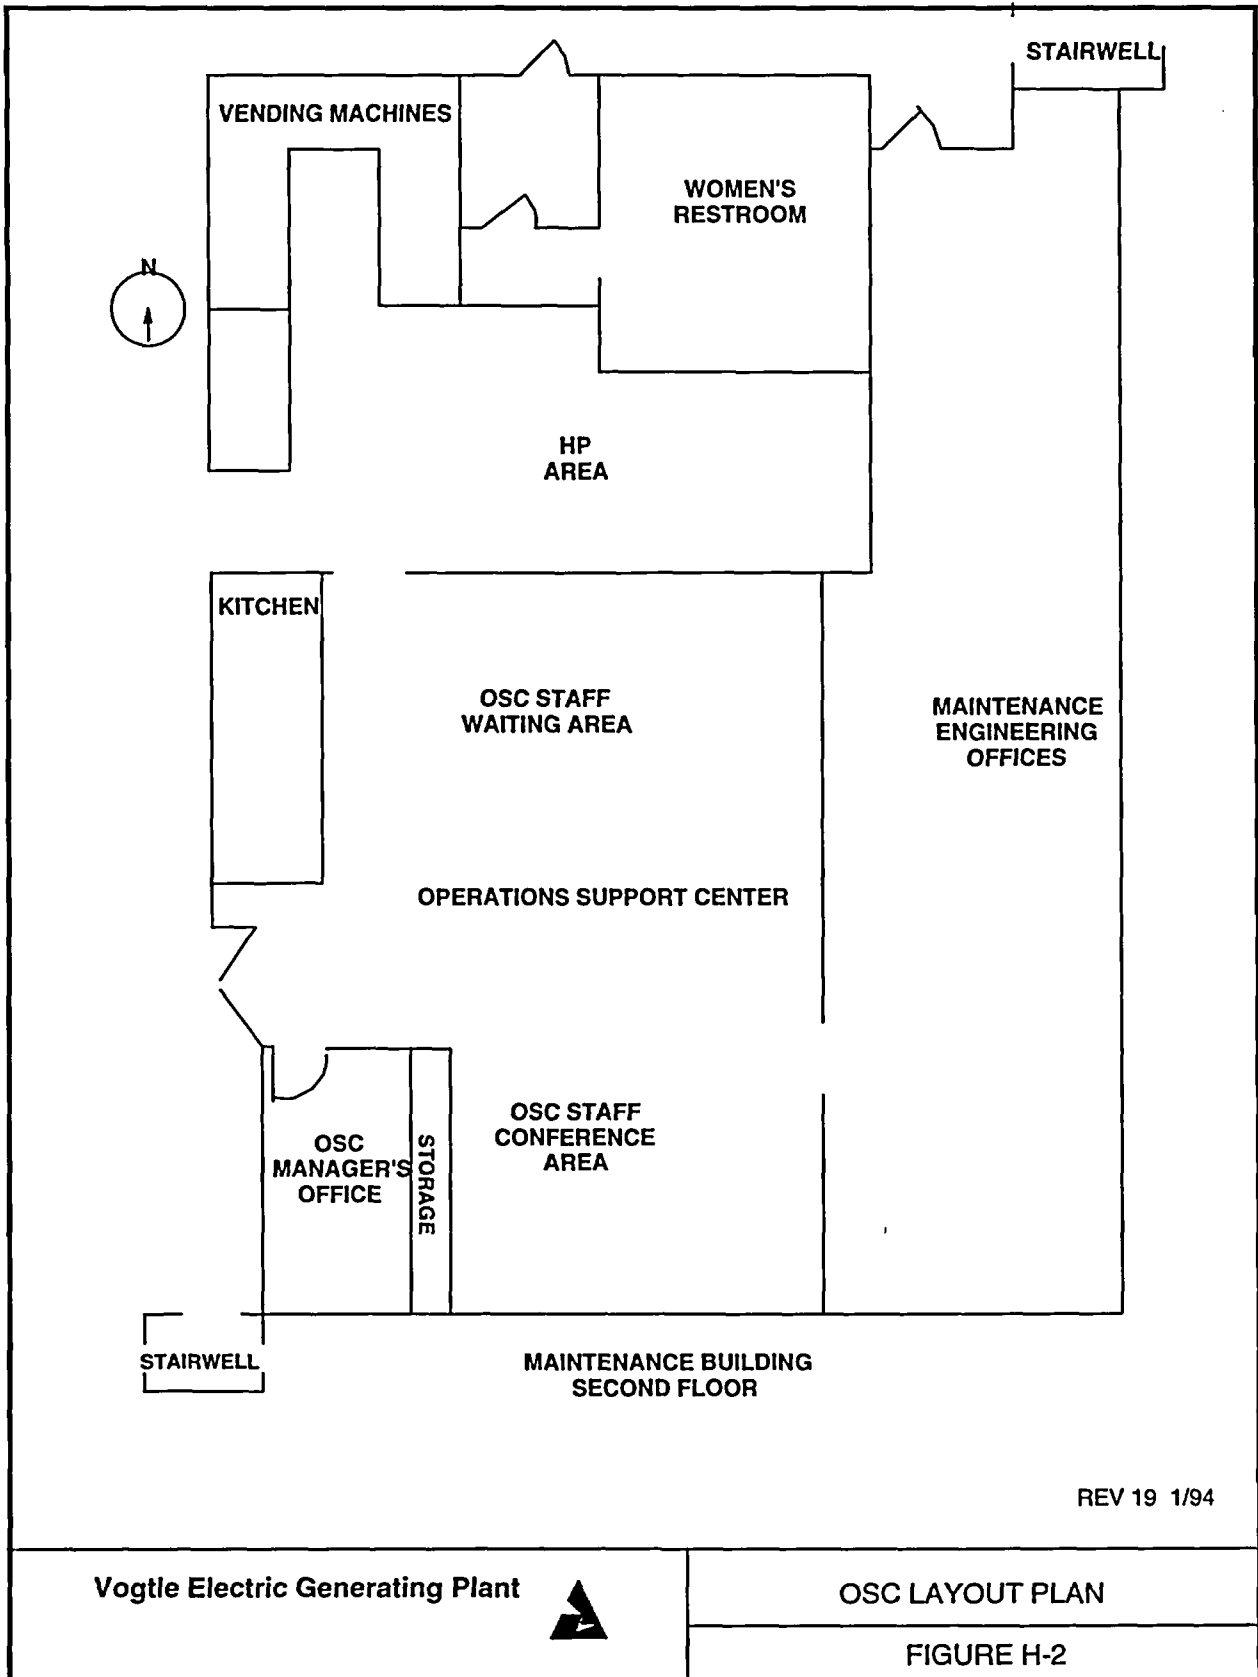 STAIRWELL
VENDING MACHINES
WOMEN'S
RESTROOM
N
HP
AREA
KITCHEN
OSC STAFF
WAITING AREA
MAINTENANCE
ENGINEERING
OFFICES
OPERATIONS SUPPORT CENTER
OSC
MANAGER'S
OFFICE
STORAGE
OSC STAFF
CONFERENCE
AREA
STAIRWELL
MAINTENANCE BUILDING
SECOND FLOOR
REV 19 1/94
Vogtle Electric Generating Plant
OSC LAYOUT PLAN
FIGURE H-2